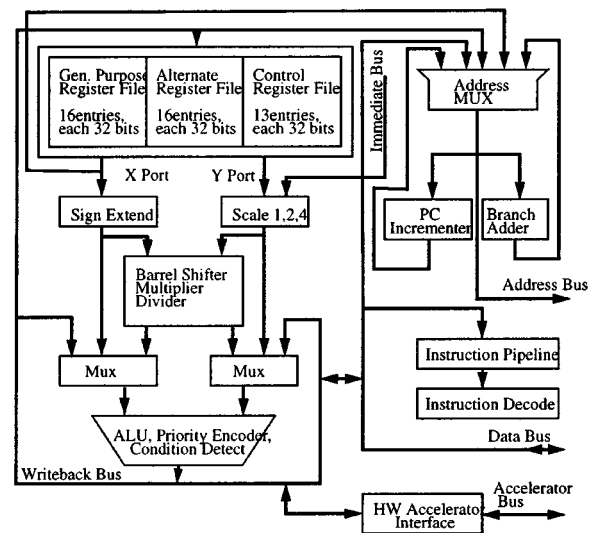 Gen. Purpose
Register File
16entries,
each 32 bits
Alternate
Register File
16entries,
each 32 bits
Control
Register File
13entries,
each 32 bits
Immediate Bus
Address
MUX
X Port
Y Port
Sign Extend
Scale 1,2,4
PC
Incrementer
Branch
Adder
Barrel Shifter
Multiplier
Divider
Address Bus
Mux
Mux
Instruction Pipeline
Instruction Decode
ALU, Priority Encoder,
Condition Detect
Data Bus
Writeback Bus
Accelerator
Bus
HW Accelerator
Interface